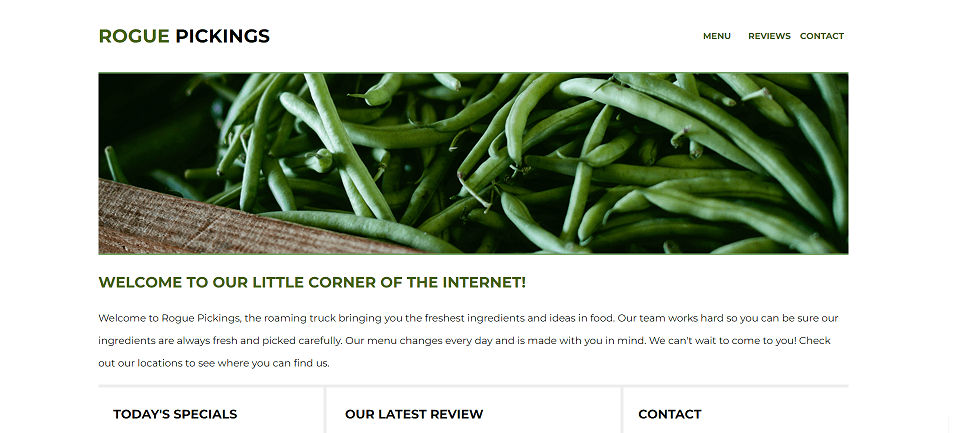 ROGUE PICKINGS
MENU REVIEWS CONTACT
WELCOME TO OUR LITTLE CORNER OF THE INTERNET!
Welcome to Rogue Pickings, the roaming truck bringing you the freshest ingredients and ideas in food. Our team works hard so you can be sure our
ingredients are always fresh and picked carefully. Our menu changes every day and is made with you in mind. We can't wait to come to you! Check
out our locations to see where you can find us.
TODAY'S SPECIALS
OUR LATEST REVIEW
CONTACT